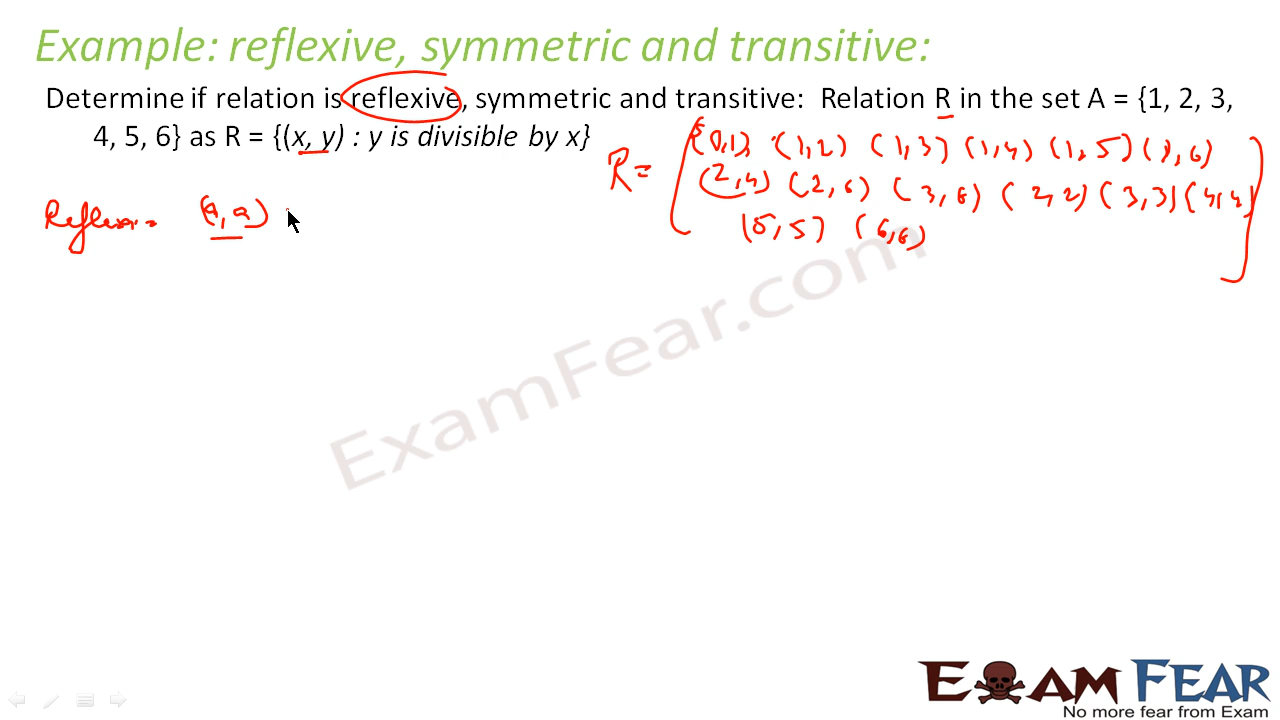 Example: reflexive, symmetric and transitive:
Determine if relation is reflexive, symmetric and transitive: Relation R in the set A = {1, 2, 3,
4, 5, 6} as R = {(x, y) : y is divisible by x}
R = (1,1), (1,2) (1,3) (1,4) (1,5) (1,6)
(2,4) (2,6) (3,6) (2,2) (3,3) (4,4)
(5,5) (6,6)
Reflexive (a, a)
ExamFear.com
EXAM FEAR
No more fear from Exam